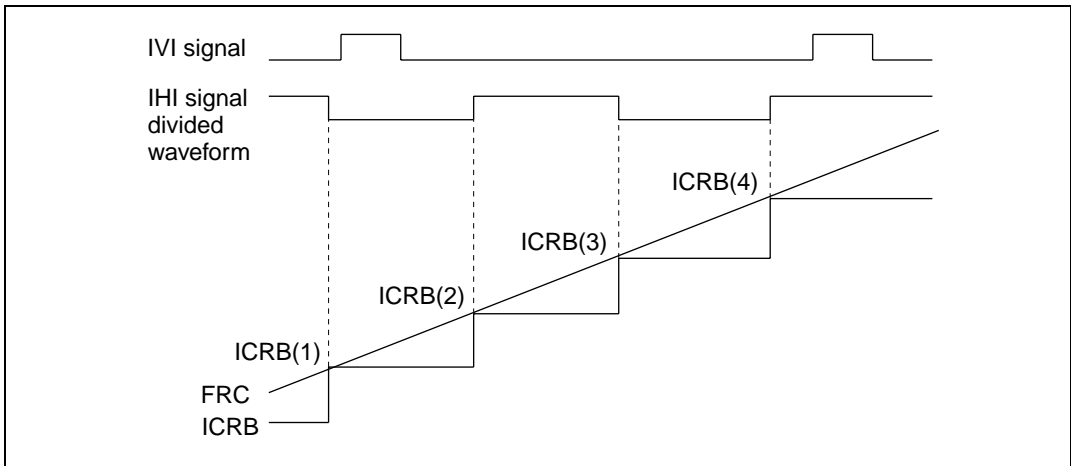 IVI signal
IHI signal
divided
waveform
ICRB(4)
ICRB(3)
ICRB(2)
ICRB(1)
FRC
ICRB